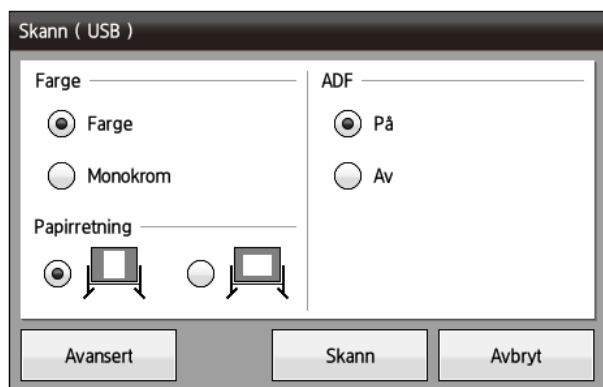 Skann ( USB )
Farge
Farge
Monokrom
Papirretning
ADF
På
Av
Avansert
Skann
Avbryt